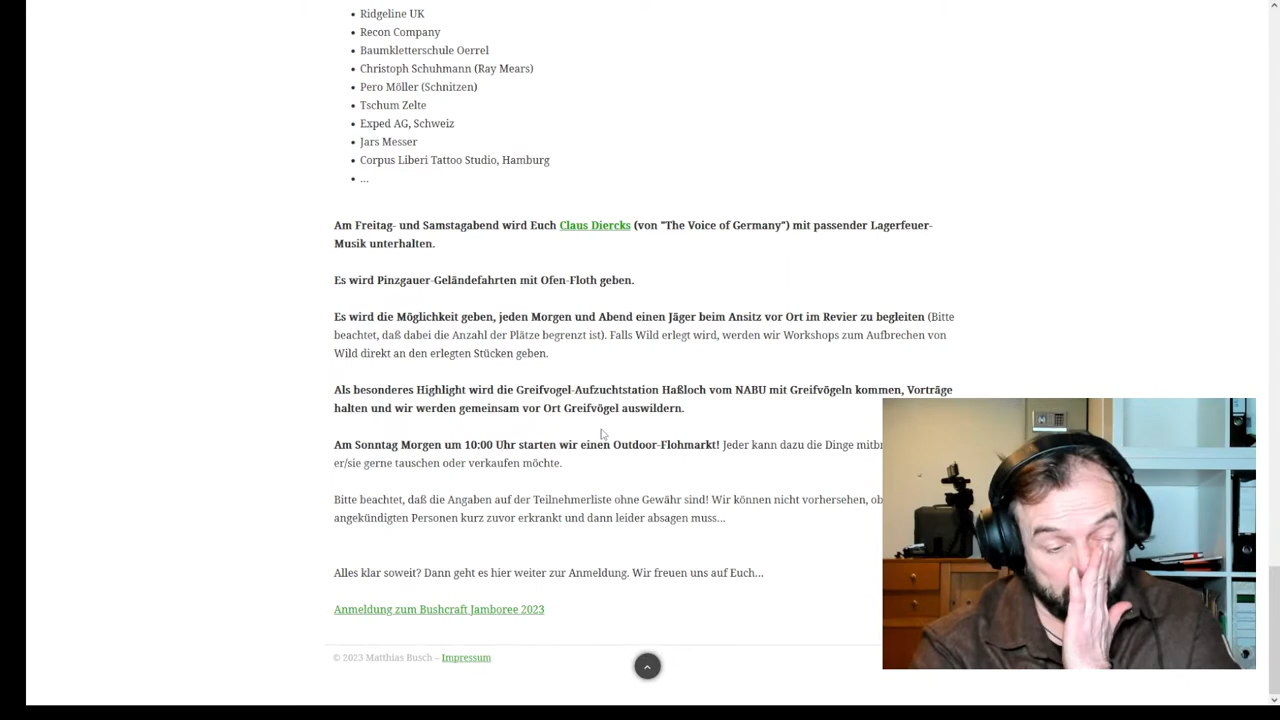 Ridgeline UK
Recon Company
Baumkletterschule Oerrel
Christoph Schuhmann (Ray Mears)
Pero Möller (Schnitzen)
Tschum Zelte
Exped AG, Schweiz
Jars Messer
Corpus Liberi Tattoo Studio, Hamburg
...
Am Freitag- und Samstagabend wird Euch Claus Diercks (von "The Voice of Germany") mit passender Lagerfeuer-
Musik unterhalten.
Es wird Pinzgauer-Geländefahrten mit Ofen-Floth geben.
Es wird die Möglichkeit geben, jeden Morgen und Abend einen Jäger beim Ansitz vor Ort im Revier zu begleiten (Bitte
beachtet, daß dabei die Anzahl der Plätze begrenzt ist). Falls Wild erlegt wird, werden wir Workshops zum Aufbrechen von
Wild direkt an den erlegten Stücken geben.
Als besonderes Highlight wird die Greifvogel-Aufzuchtstation Haßloch vom NABU mit Greifvögeln kommen, Vorträge
halten und wir werden gemeinsam vor Ort Greifvögel auswildern.
Am Sonntag Morgen um 10:00 Uhr starten wir einen Outdoor-Flohmarkt! Jeder kann dazu die Dinge
er/sie gerne tauschen oder verkaufen möchte.
Bitte beachtet, daß die Angaben auf der Teilnehmerliste ohne Gewähr sind! Wir können nicht vorhersehen, ob
angekündigten Personen kurz zuvor erkrankt und dann leider absagen muss...
Alles klar soweit? Dann geht es hier weiter zur Anmeldung. Wir freuen uns auf Euch...
Anmeldung zum Bushcraft Jamboree 2023
© 2023 Matthias Busch – Impressum